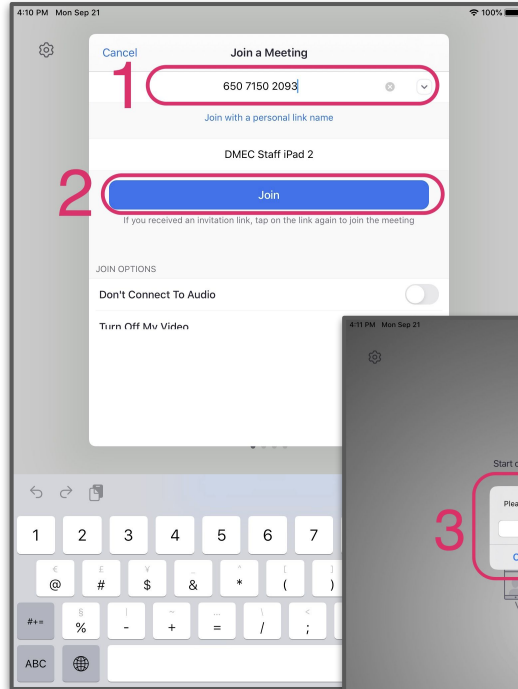 4:10 PM Mon Sep 21
100%
Cancel
Join a Meeting
1
650 7150 2093
Join with a personal link name
DMEC Staff iPad 2
2
Join
If you received an invitation link, tap on the link again to join the meeting
JOIN OPTIONS
Don't Connect To Audio
Turn Off My Video
4:11 PM Mon Sep 21
Start
3
1 2 3 4 5 6 7
€ £ ¥ _ ^ [ ]
@ # $ & * ( )
§ | ~ … \ <
#+= % - + = / ;
ABC